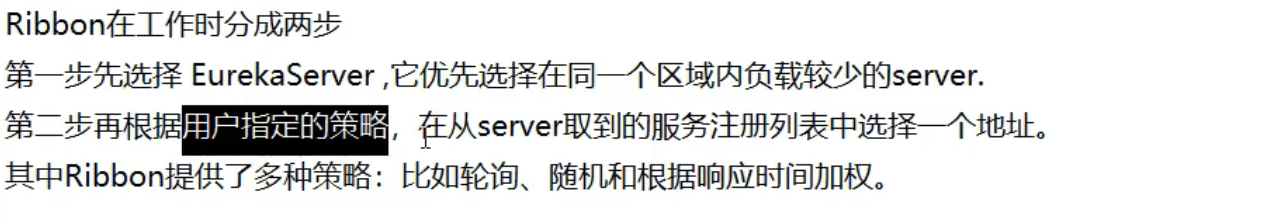 Ribbon在工作时分成两步
第一步先选择 EurekaServer ,它优先选择在同一个区域内负载较少的server.
第二步再根据用户指定的策略，在从server取到的服务注册列表中选择一个地址。
其中Ribbon提供了多种策略：比如轮询、随机和根据响应时间加权。